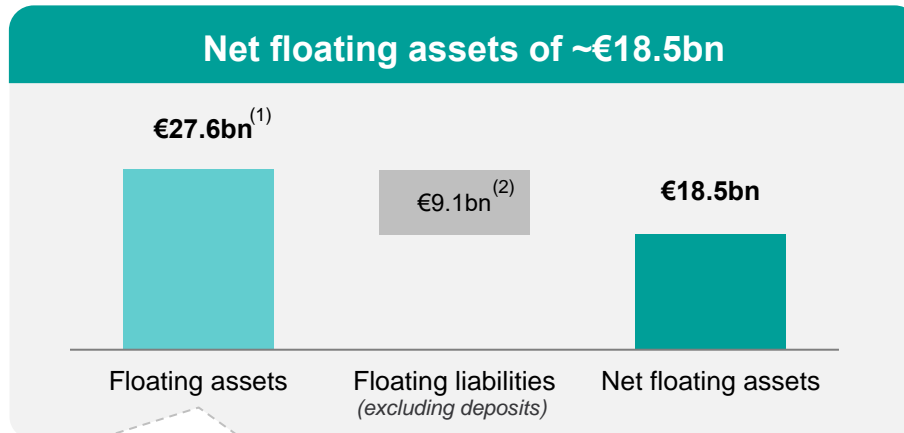 Net floating assets of ~€18.5bn
€27.6bn(1)
€9.1bn(2)
€18.5bn
Floating assets
Floating liabilities
(excluding deposits)
Net floating assets